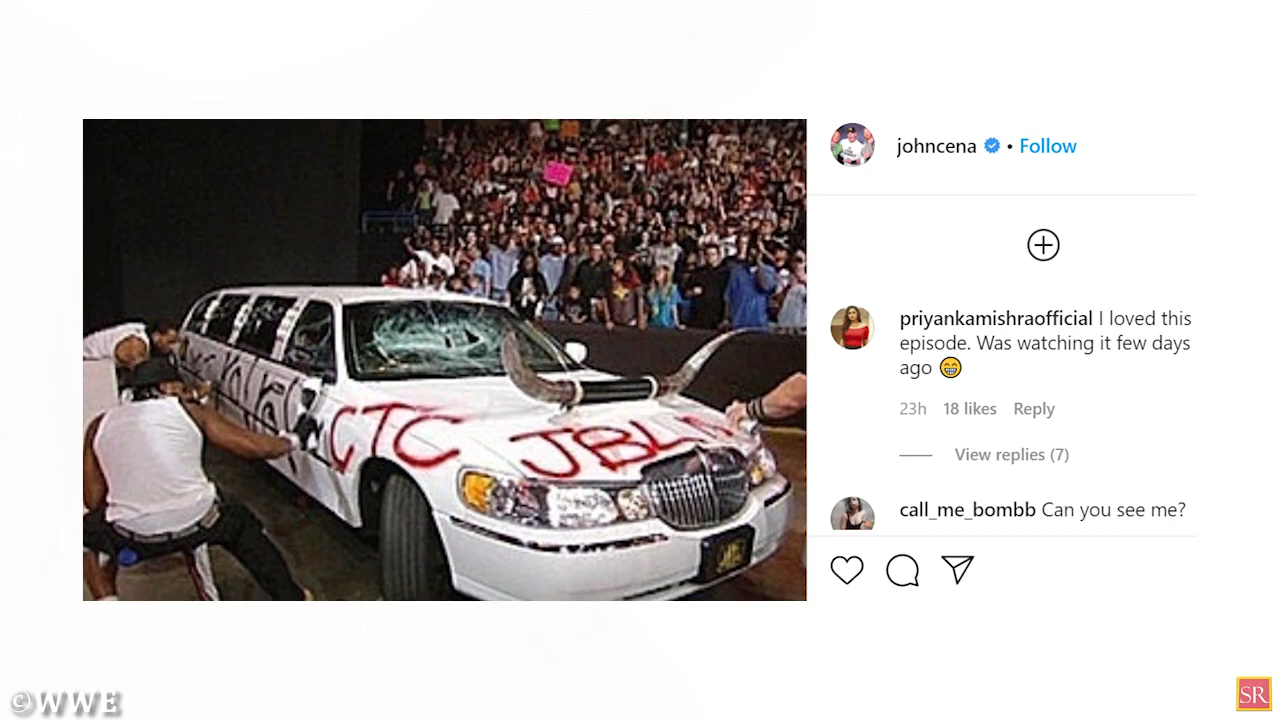 johncena • Follow
priyankamishraofficial I loved this
episode. Was watching it few days
ago 😁
23h 18 likes Reply
View replies (7)
call_me_bombb Can you see me?
CTC
JBL
©WWE
SR